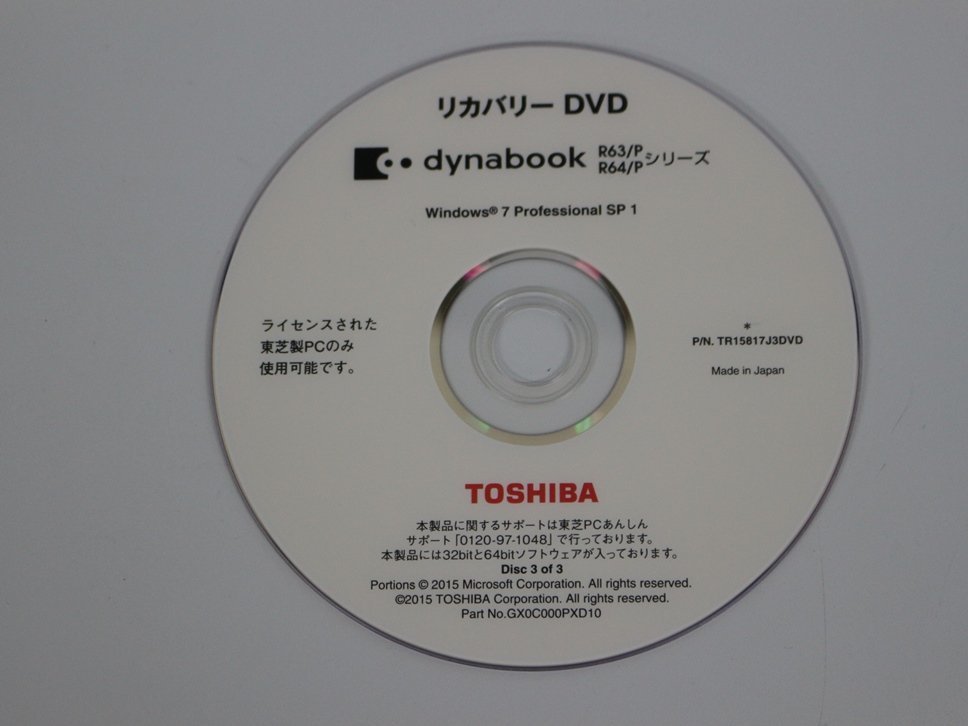 リカバリー DVD
dynabook R63/P R64/P シリーズ
Windows® 7 Professional SP 1
ライセンスされた
東芝製PCのみ
使用可能です。
*
P/N. TR15817J3DVD
Made in Japan
TOSHIBA
本製品に関するサポートは東芝PCあんしん
サポート「0120-97-1048」で行っております。
本製品には32bitと64bitソフトウェアが入っております。
Disc 3 of 3
Portions © 2015 Microsoft Corporation. All rights reserved.
©2015 TOSHIBA Corporation. All rights reserved.
Part No.GX0C000PXD10